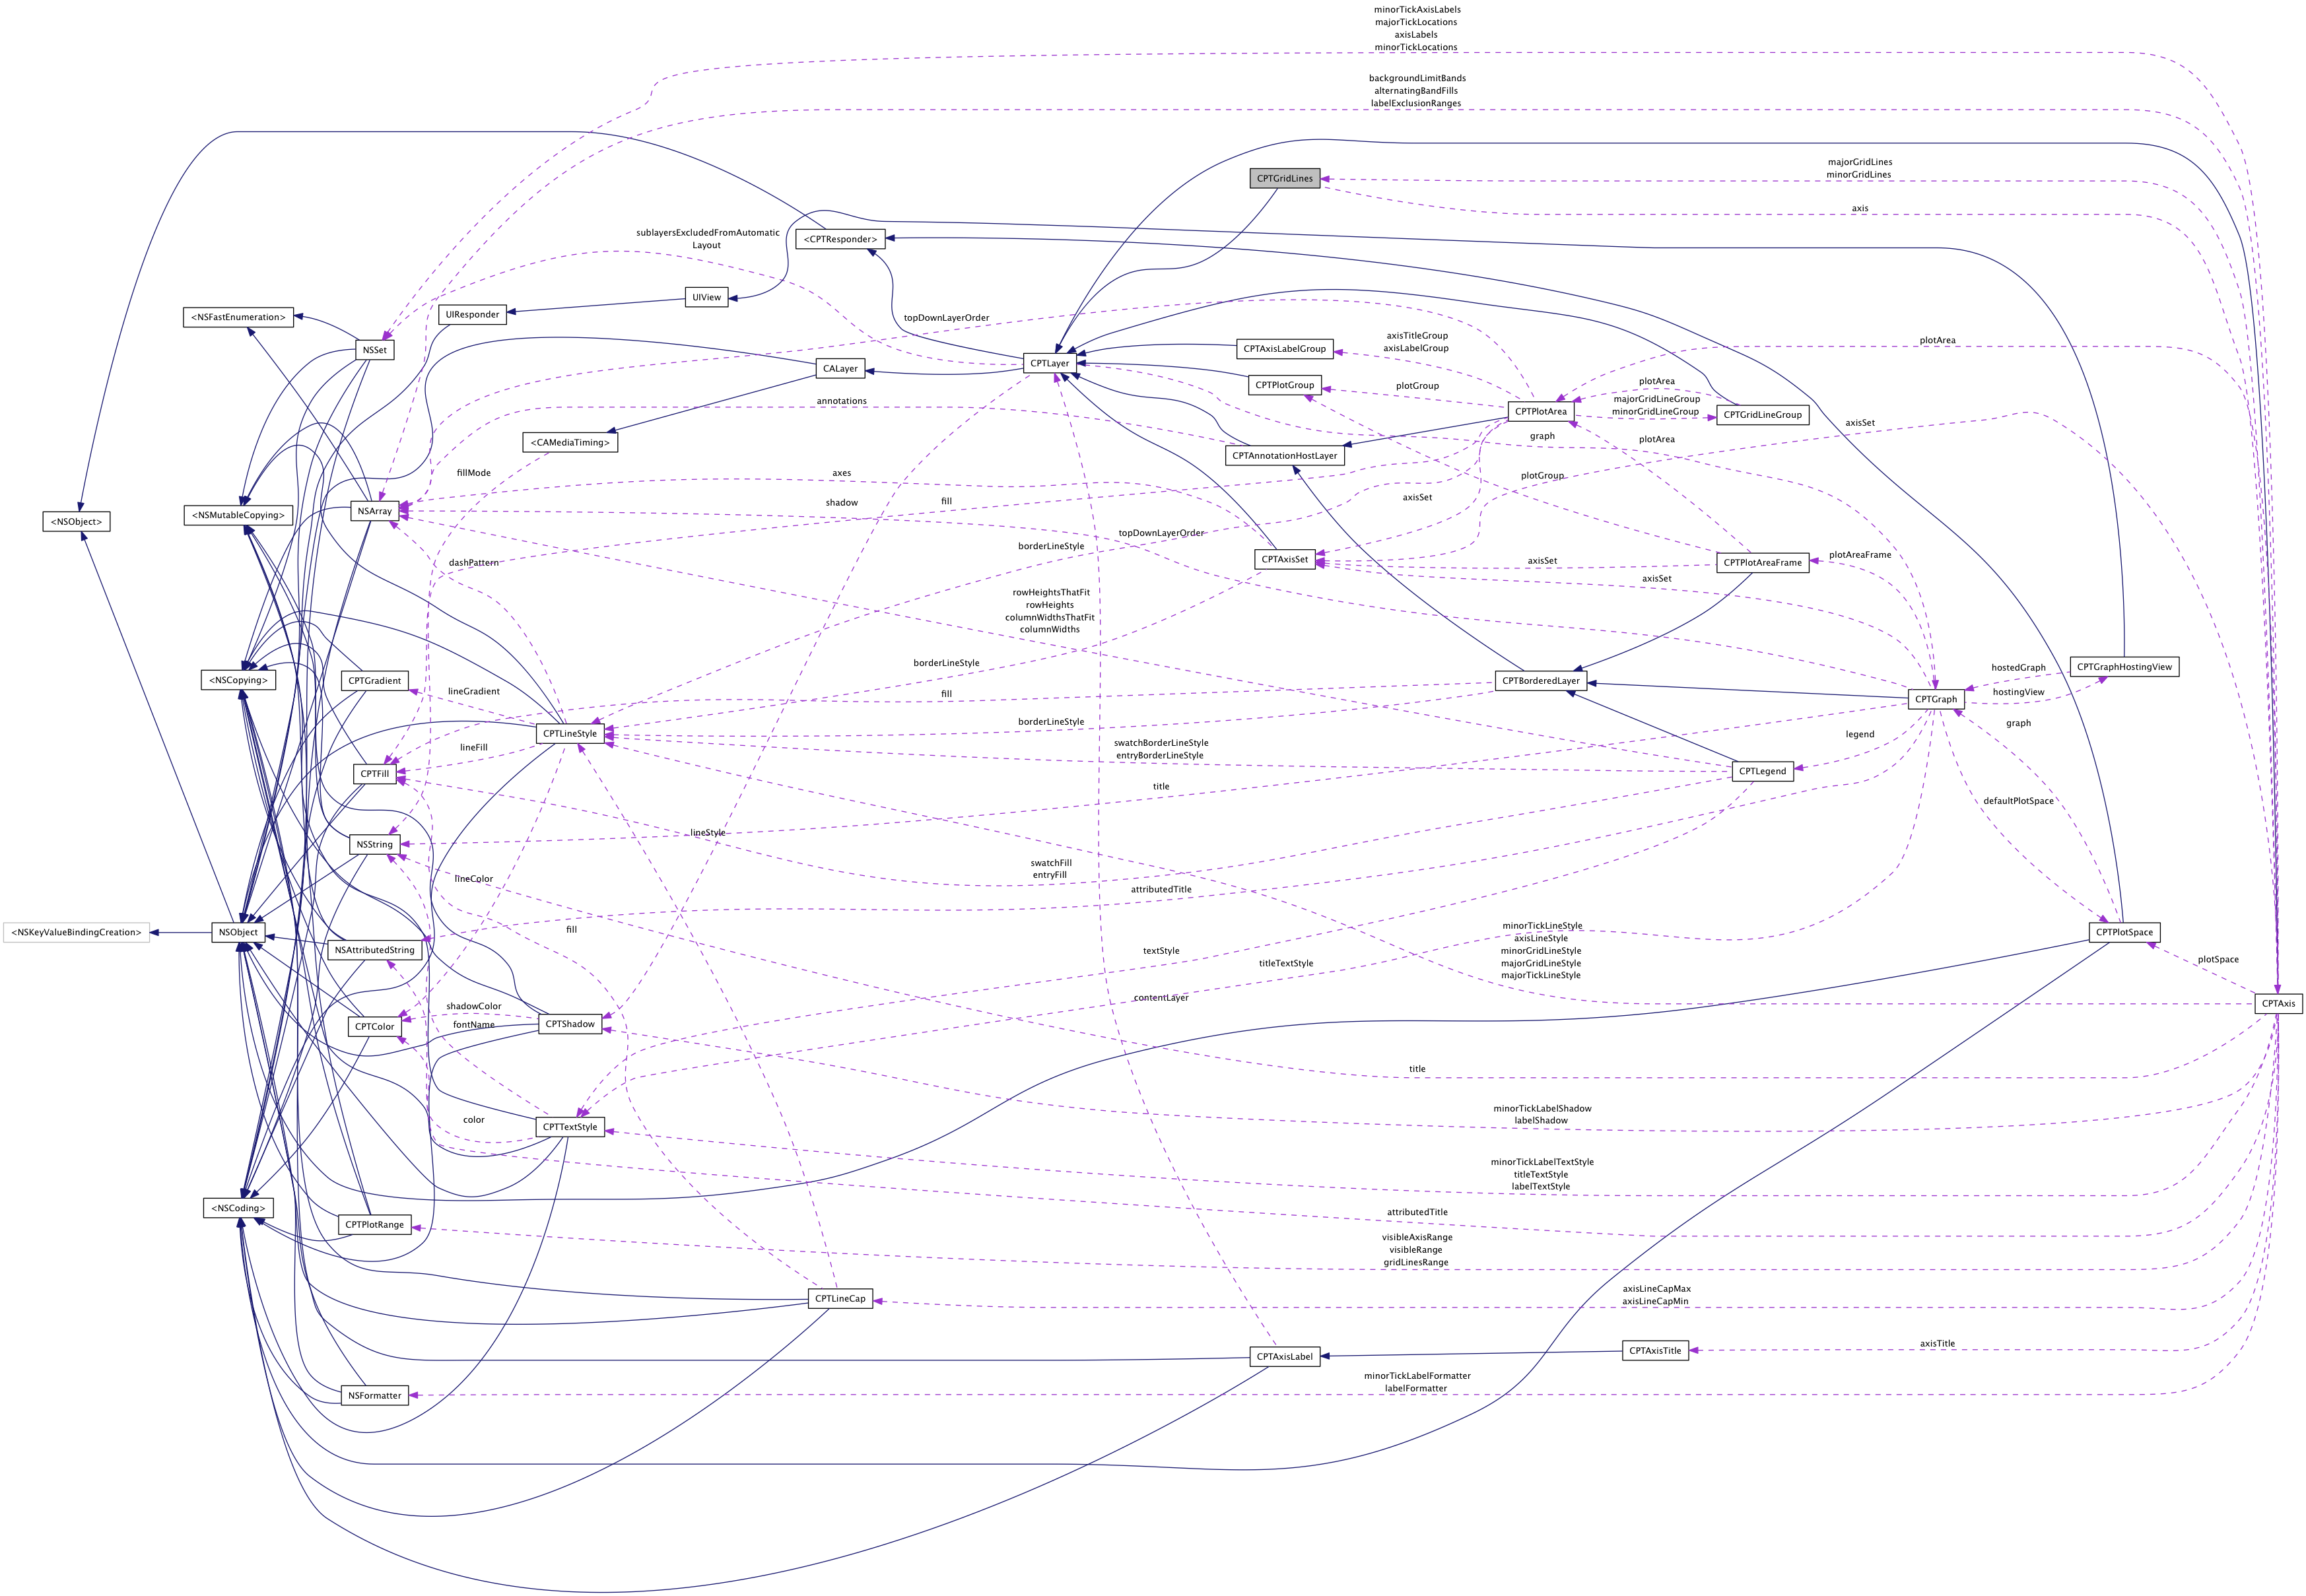 minorTickAxisLabels
majorTickLocations
axisLabels
minorTickLocations
backgroundLimitBands
alternatingBandFills
labelExclusionRanges
majorGridLines
minorGridLines
CPTGridLines
axis
sublayersExcludedFromAutomatic
Layout
<CPTResponder>
UIView
<NSFastEnumeration>
UIResponder
topDownLayerOrder
NSSet
CPTLayer
CPTAxisLabelGroup
axisTitleGroup
axisLabelGroup
plotArea
CALayer
CPTPlotGroup
plotGroup
plotArea
annotations
majorGridLineGroup
minorGridLineGroup
CPTPlotArea
CPTGridLineGroup
axisSet
<CAMediaTiming>
graph
plotArea
CPTAnnotationHostLayer
fillMode
axes
plotGroup
shadow
fill
axisSet
<NSObject>
<NSMutableCopying>
NSArray
topDownLayerOrder
borderLineStyle
plotAreaFrame
dashPattern
CPTAxisSet
axisSet
CPTPlotAreaFrame
axisSet
rowHeightsThatFit
rowHeights
columnWidthsThatFit
columnWidths
borderLineStyle
hostedGraph
CPTGraphHostingView
<NSCopying>
CPTGradient
lineGradient
fill
CPTBorderedLayer
hostingView
CPTGraph
borderLineStyle
graph
CPTLineStyle
legend
lineFill
swatchBorderLineStyle
entryBorderLineStyle
CPTFill
CPTLegend
title
defaultPlotSpace
lineStyle
NSString
swatchFill
entryFill
lineColor
attributedTitle
<NSKeyValueBindingCreation>
NSObject
fill
minorTickLineStyle
axisLineStyle
minorGridLineStyle
majorGridLineStyle
majorTickLineStyle
CPTPlotSpace
NSAttributedString
textStyle
titleTextStyle
plotSpace
contentLayer
CPTAxis
shadowColor
fontName
CPTColor
CPTShadow
title
minorTickLabelShadow
labelShadow
color
CPTTextStyle
minorTickLabelTextStyle
titleTextStyle
labelTextStyle
<NSCoding>
CPTPlotRange
attributedTitle
visibleAxisRange
visibleRange
gridLinesRange
CPTLineCap
axisLineCapMax
axisLineCapMin
CPTAxisLabel
CPTAxisTitle
axisTitle
NSFormatter
minorTickLabelFormatter
labelFormatter